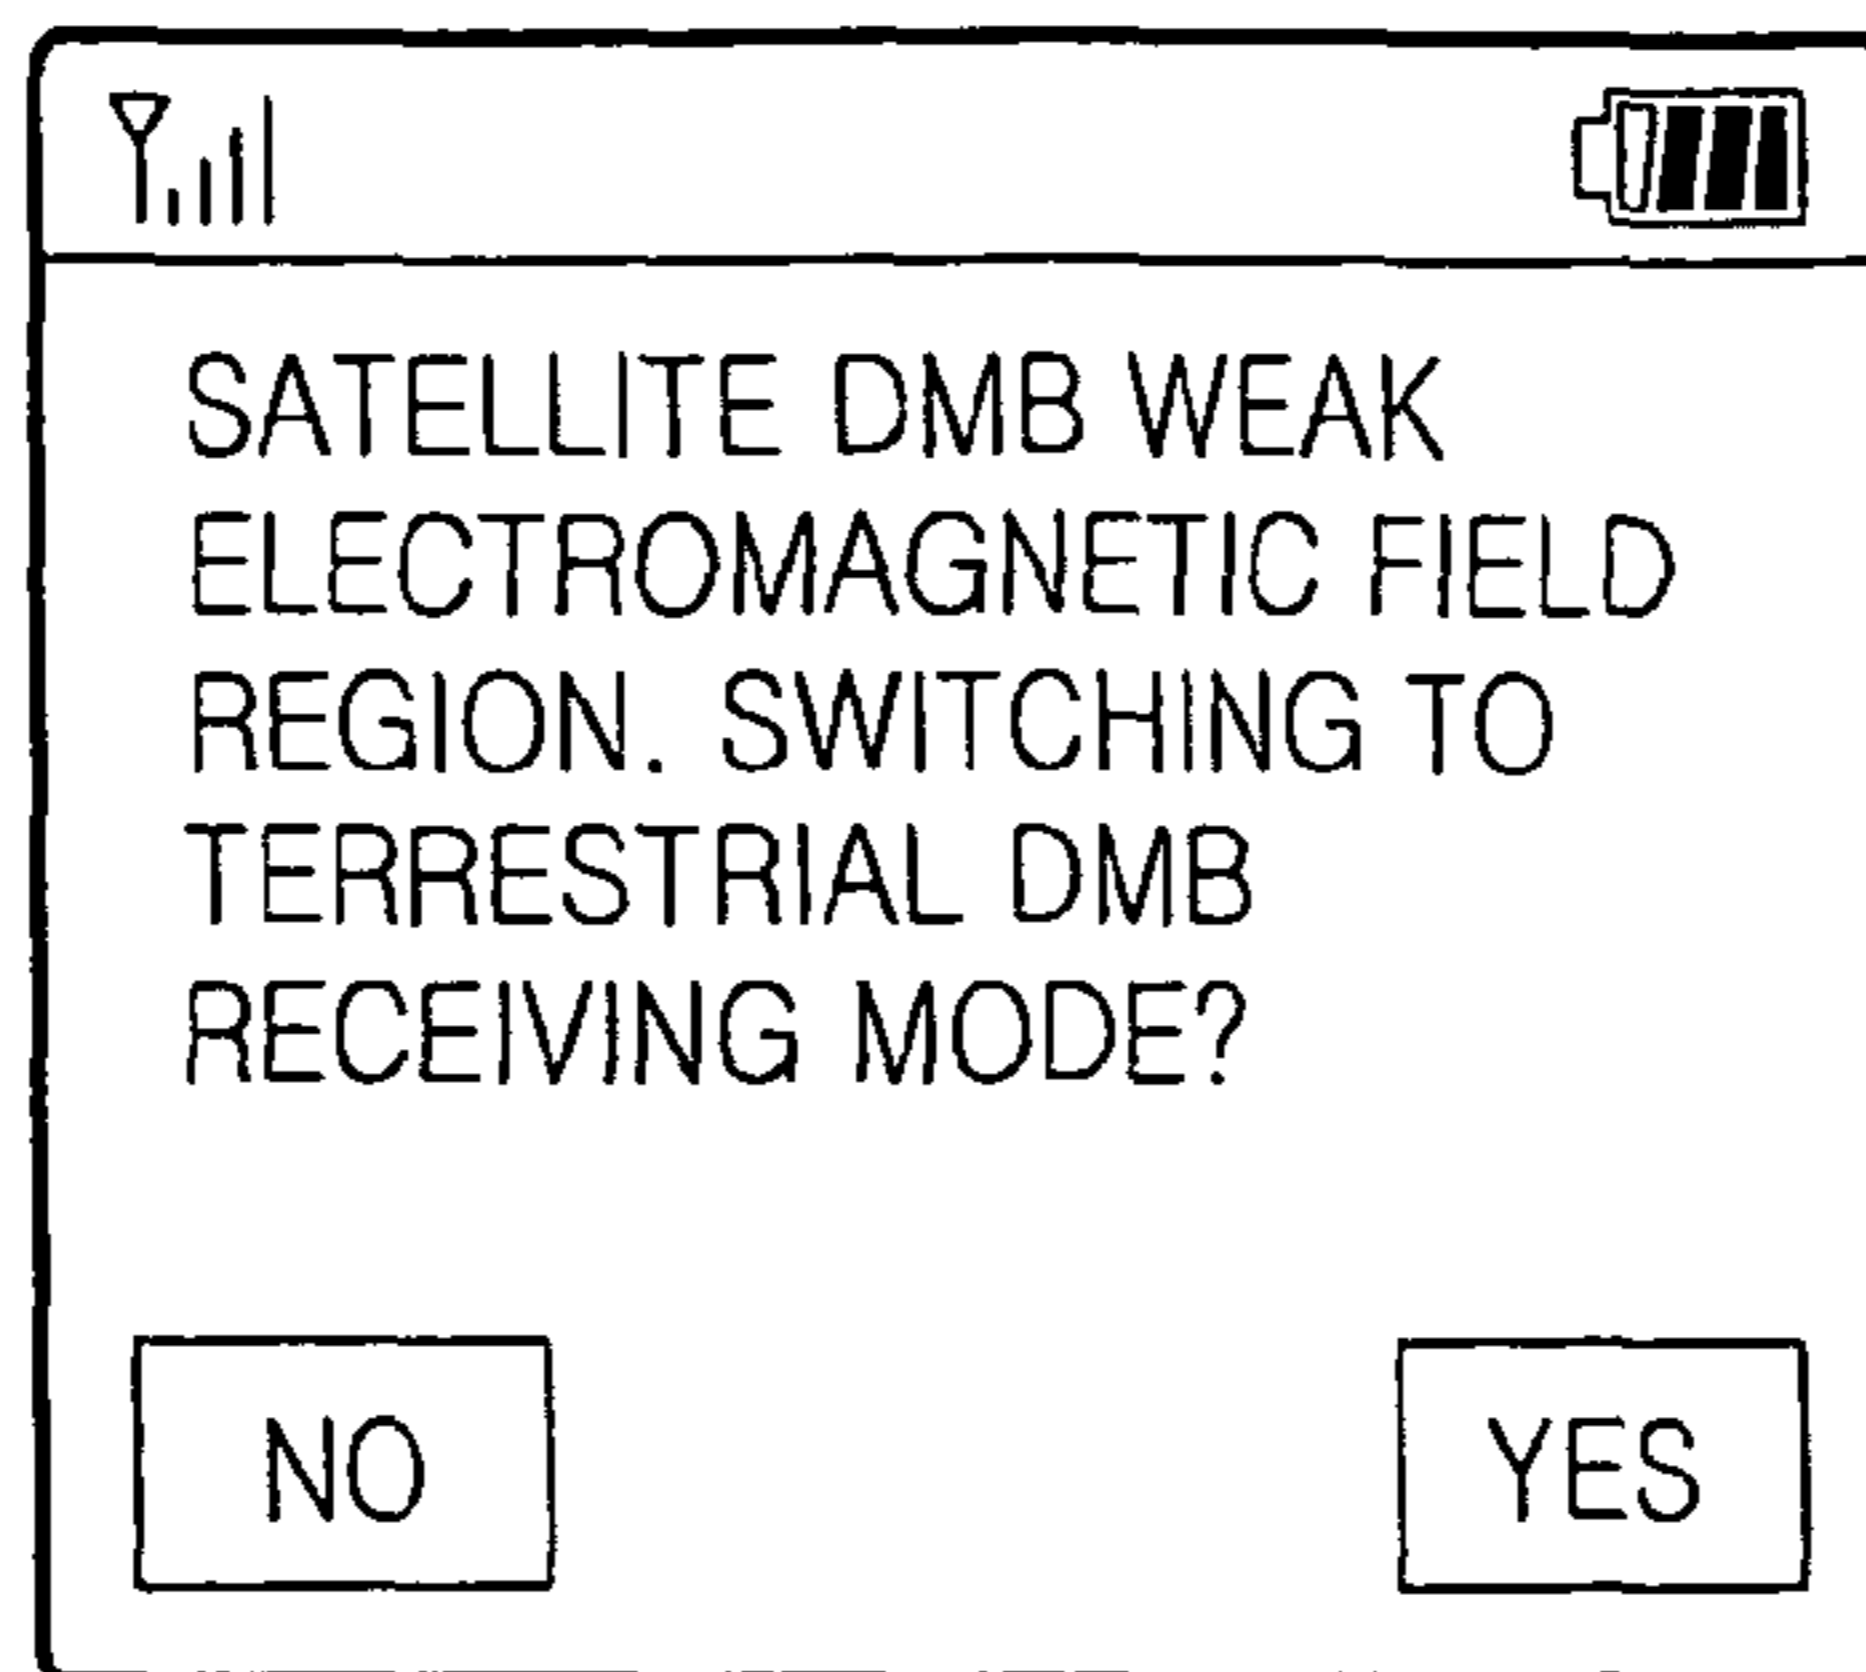 SATELLITE DMB WEAK
ELECTROMAGNETIC FIELD
REGION. SWITCHING TO
TERRESTRIAL DMB
RECEIVING MODE?
NO
YES